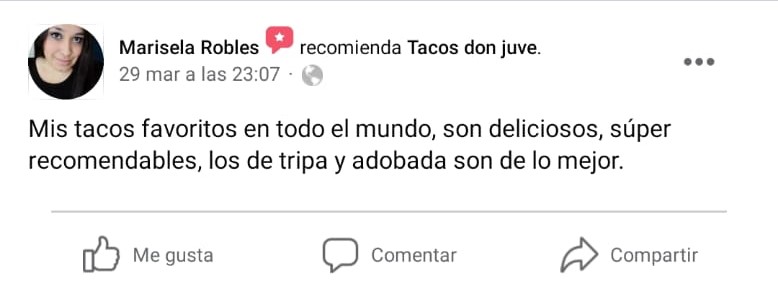 Marisela Robles recomienda Tacos don juve.
29 mar a las 23:07 ·
Mis tacos favoritos en todo el mundo, son deliciosos, súper
recomendables, los de tripa y adobada son de lo mejor.
Me gusta Comentar Compartir